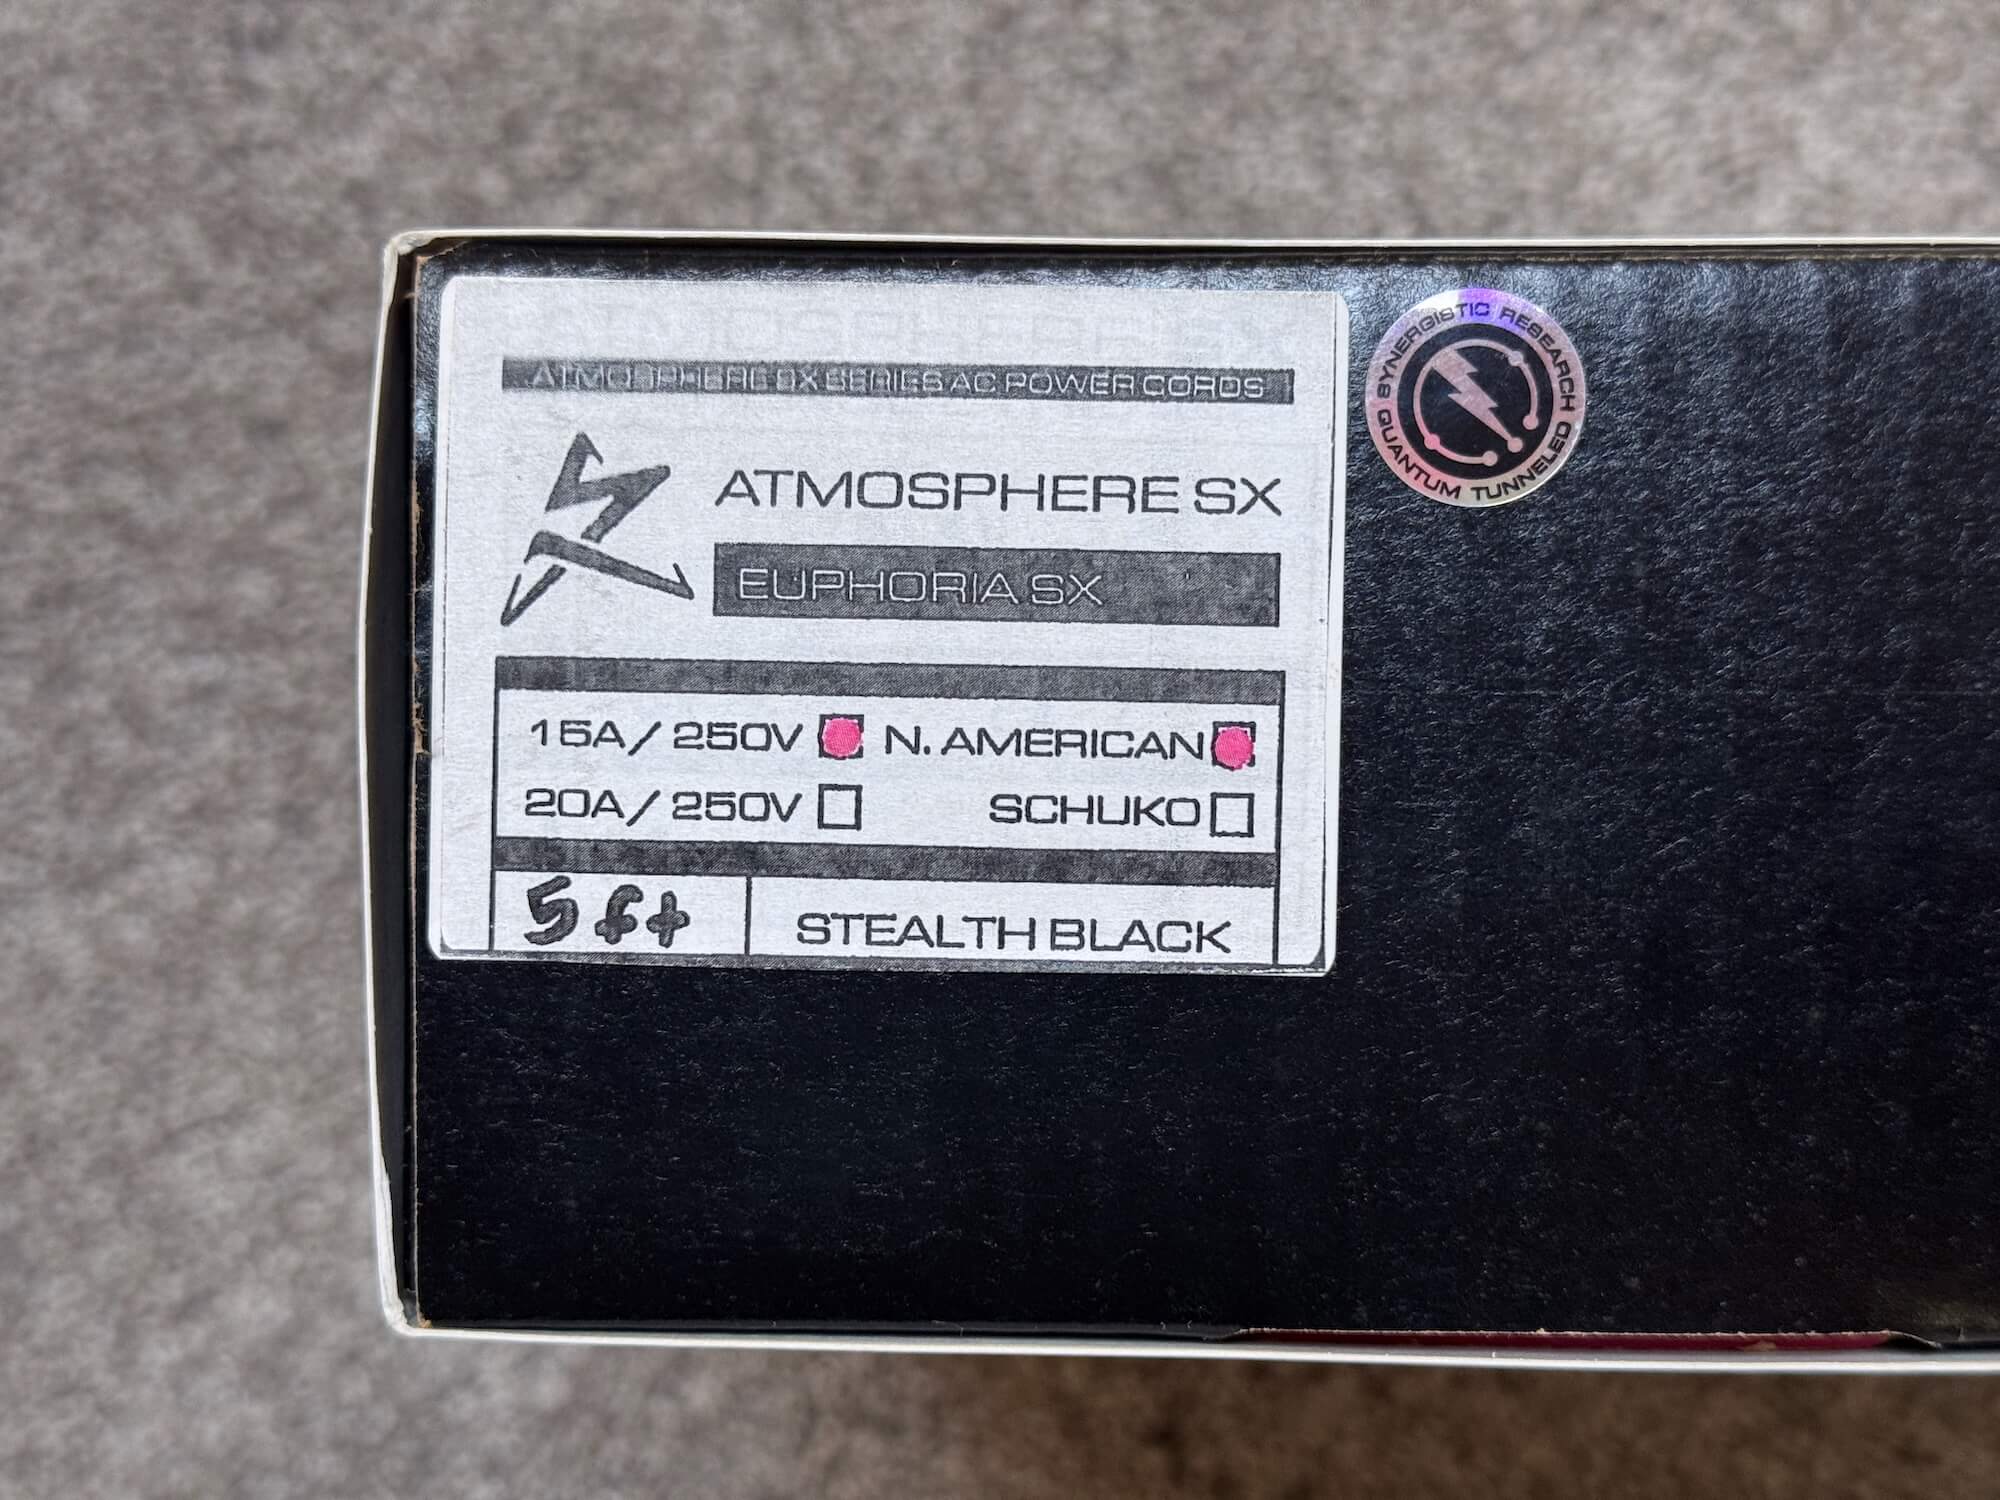 ATMOSPHERE SX SERIES AC POWER CORDS
ATMOSPHERE SX
EUPHORIA SX
15A / 250V N. AMERICAN
20A / 250V SCHUKO
5 ft STEALTH BLACK
SYNERGISTIC RESEARCH
QUANTUM TUNNELED